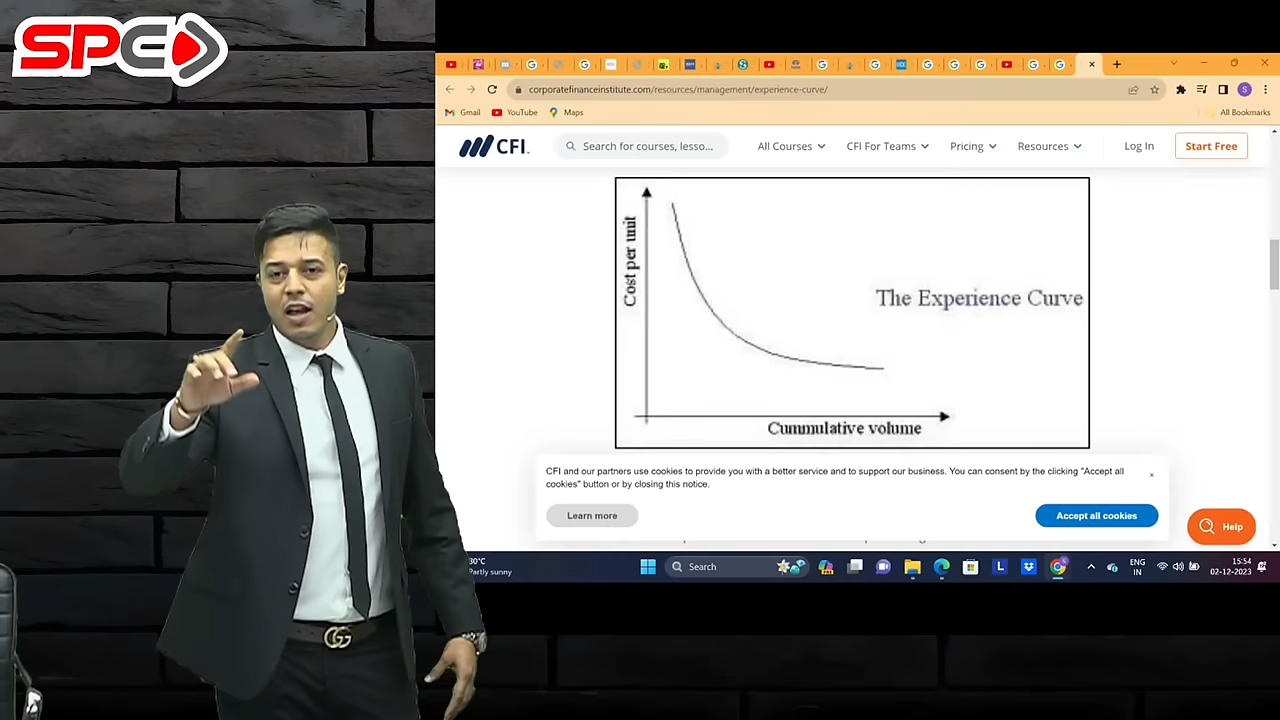 SPED
corporatefinanceinstitute.com/resources/management/experience-curve/
Gmail YouTube Maps All Bookmarks
CFI Search for courses, lesso... All Courses CFI For Teams Pricing Resources Log In Start Free
Cost per unit
The Experience Curve
Cummulative volume
CFI and our partners use cookies to provide you with a better service and to support our business. You can consent by the clicking "Accept all
cookies" button or by closing this notice.
Learn more Accept all cookies
Help
30°C
Partly sunny
Search
ENG
IN
15:54
02-12-2023
GG